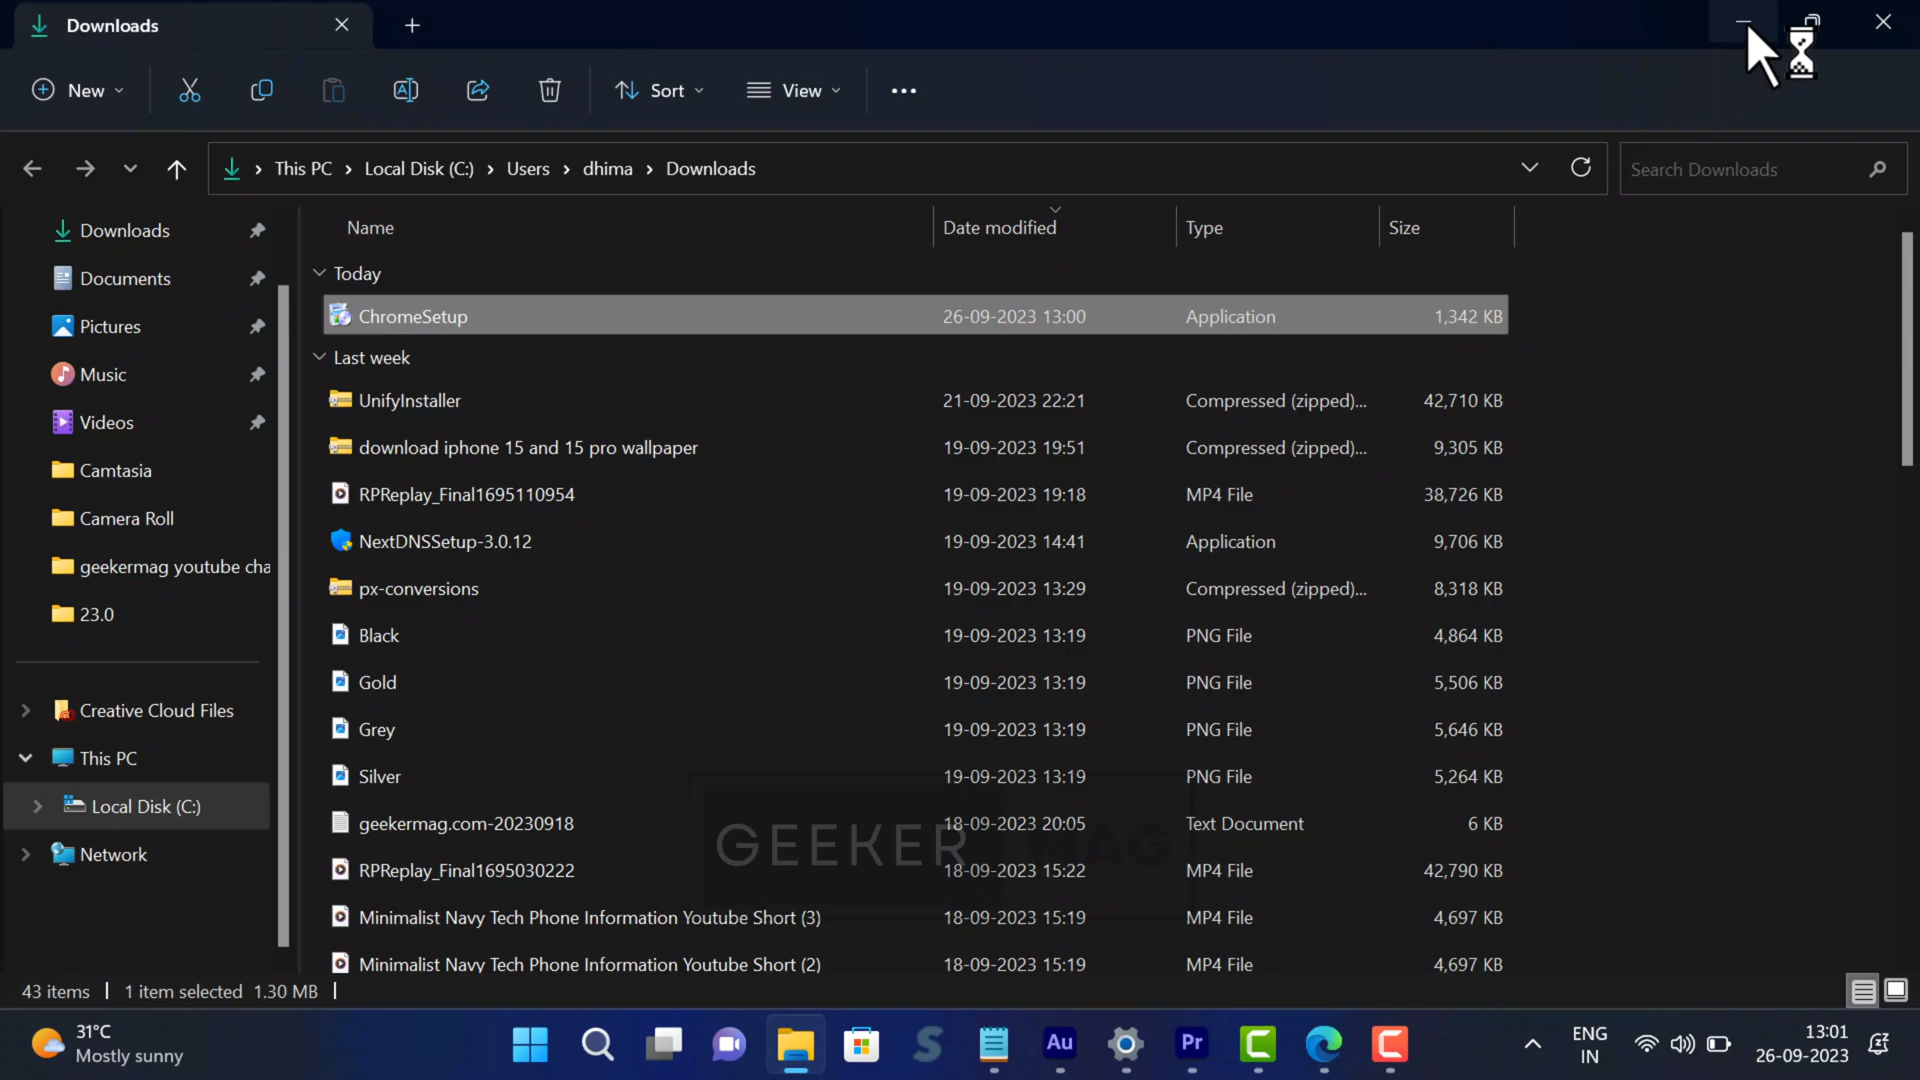 Downloads
New
Sort
View
This PC
Local Disk (C:)
Users
dhima
Downloads
Search Downloads
Downloads
Documents
Pictures
Music
Videos
Camtasia
Camera Roll
geekermag youtube cha
23.0
Creative Cloud Files
This PC
Local Disk (C:)
Network
Name Date modified Type Size
Today
ChromeSetup 26-09-2023 13:00 Application 1,342 KB
Last week
UnifyInstaller 21-09-2023 22:21 Compressed (zipped)... 42,710 KB
download iphone 15 and 15 pro wallpaper 19-09-2023 19:51 Compressed (zipped)... 9,305 KB
RPReplay_Final1695110954 19-09-2023 19:18 MP4 File 38,726 KB
NextDNSSetup-3.0.12 19-09-2023 14:41 Application 9,706 KB
px-conversions 19-09-2023 13:29 Compressed (zipped)... 8,318 KB
Black 19-09-2023 13:19 PNG File 4,864 KB
Gold 19-09-2023 13:19 PNG File 5,506 KB
Grey 19-09-2023 13:19 PNG File 5,646 KB
Silver 19-09-2023 13:19 PNG File 5,264 KB
geekermag.com-20230918 18-09-2023 20:05 Text Document 6 KB
GEEKER MAG
RPReplay_Final1695030222 18-09-2023 15:22 MP4 File 42,790 KB
Minimalist Navy Tech Phone Information Youtube Short (3) 18-09-2023 15:19 MP4 File 4,697 KB
Minimalist Navy Tech Phone Information Youtube Short (2) 18-09-2023 15:19 MP4 File 4,697 KB
43 items 1 item selected 1.30 MB
31°C
Mostly sunny
Au
Pr
ENG
IN
13:01
26-09-2023